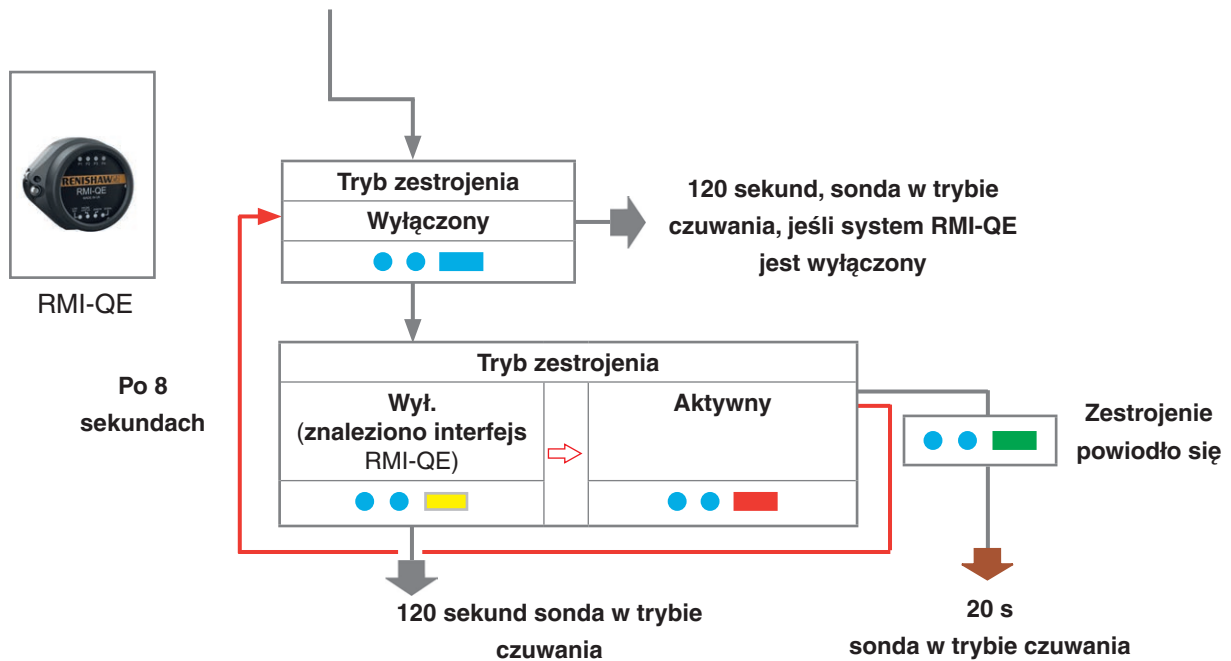 RENISHAW
RMI-QE
RMI-QE
Tryb zestrojenia
Wyłączony
120 sekund, sonda w trybie
czuwania, jeśli system RMI-QE
jest wyłączony
Po 8
sekundach
Tryb zestrojenia
Wył.
(znaleziono interfejs
RMI-QE)
Aktywny
Zestrojenie
powiodło się
120 sekund sonda w trybie
czuwania
20 s
sonda w trybie czuwania